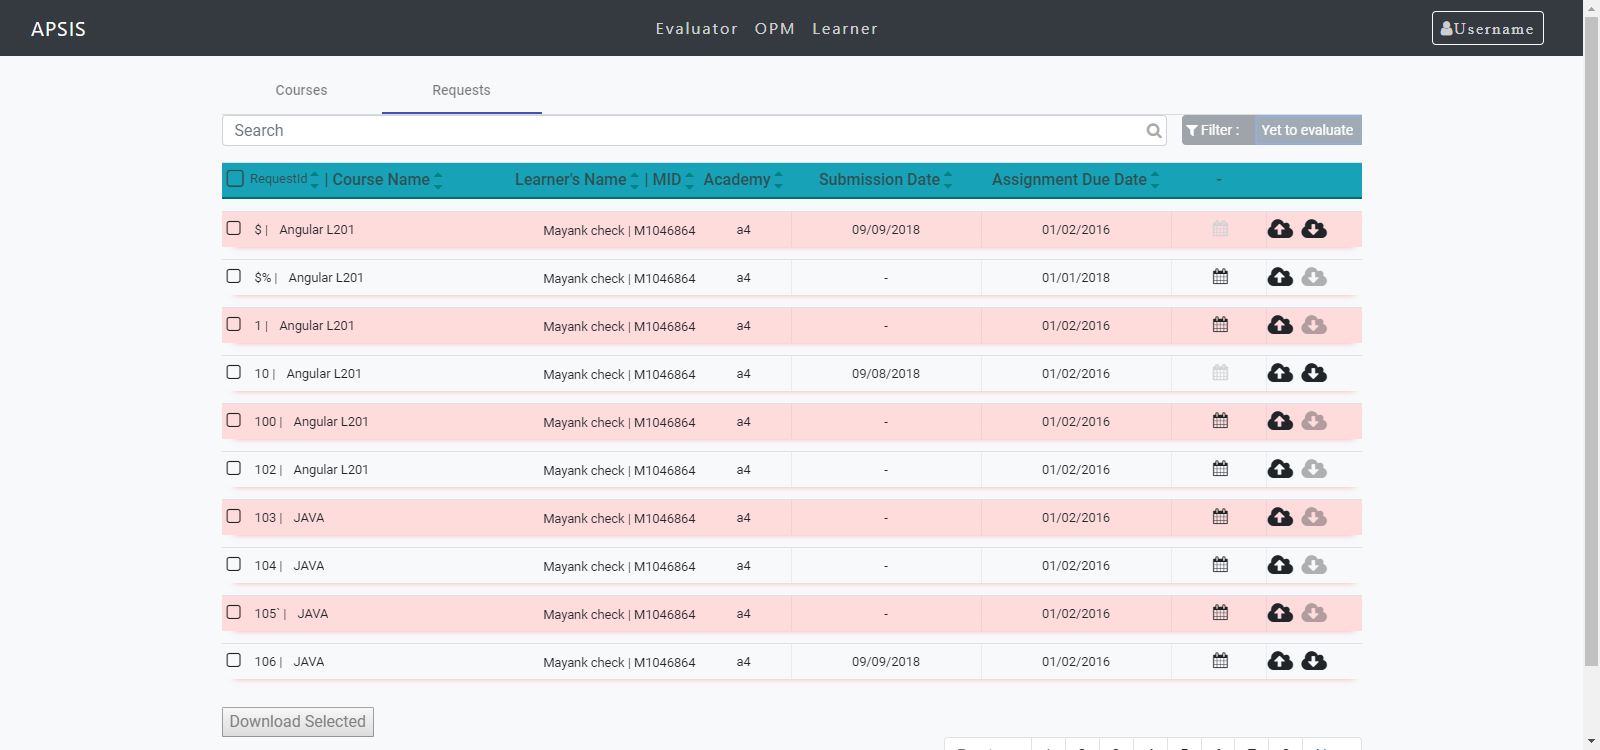 APSIS Evaluator OPM Learner Username
Courses Requests
Search Filter : Yet to evaluate
RequestId | Course Name Learner's Name | MID Academy Submission Date Assignment Due Date -
$ | Angular L201 Mayank check | M1046864 a4 09/09/2018 01/02/2016
$% | Angular L201 Mayank check | M1046864 a4 - 01/01/2018
1 | Angular L201 Mayank check | M1046864 a4 - 01/02/2016
10 | Angular L201 Mayank check | M1046864 a4 09/08/2018 01/02/2016
100 | Angular L201 Mayank check | M1046864 a4 - 01/02/2016
102 | Angular L201 Mayank check | M1046864 a4 - 01/02/2016
103 | JAVA Mayank check | M1046864 a4 - 01/02/2016
104 | JAVA Mayank check | M1046864 a4 - 01/02/2016
105` | JAVA Mayank check | M1046864 a4 - 01/02/2016
106 | JAVA Mayank check | M1046864 a4 09/09/2018 01/02/2016
Download Selected